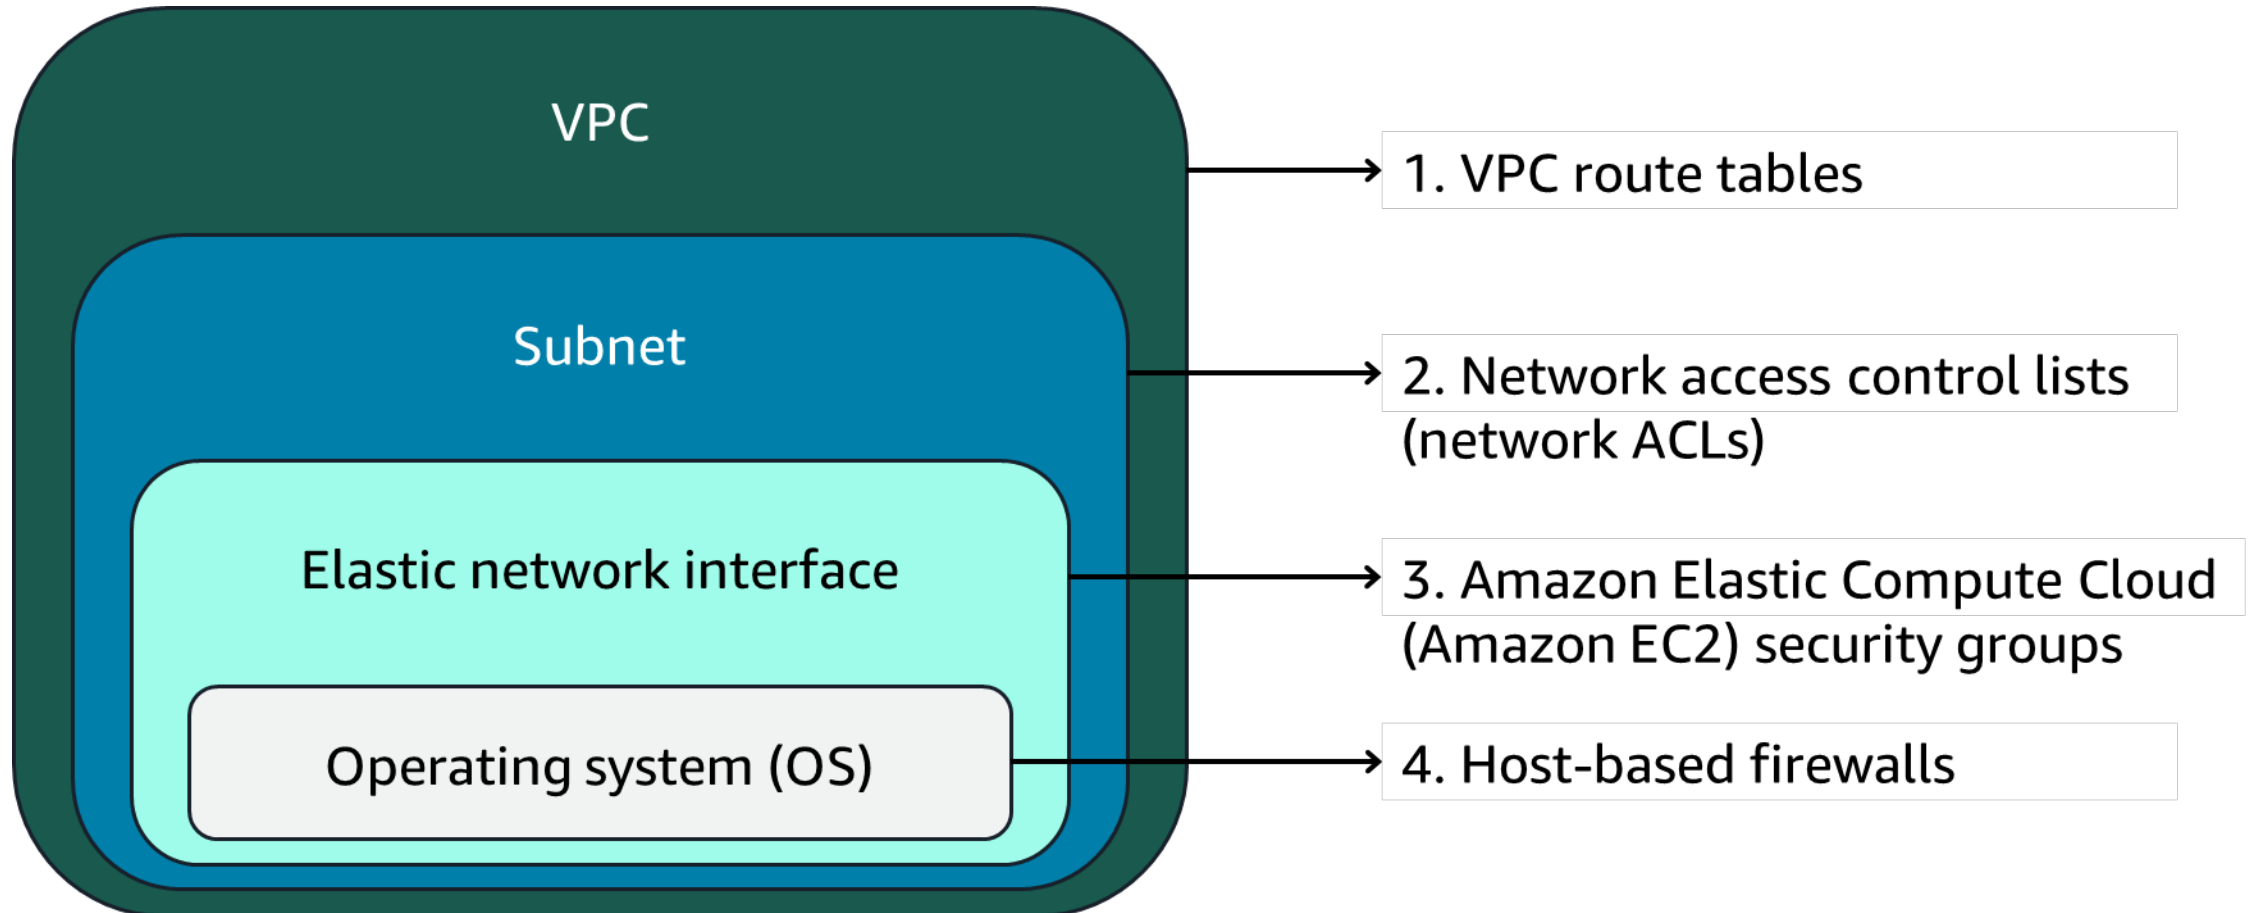 VPC
1. VPC route tables
Subnet
2. Network access control lists
(network ACLs)
Elastic network interface
3. Amazon Elastic Compute Cloud
(Amazon EC2) security groups
Operating system (OS)
4. Host-based firewalls